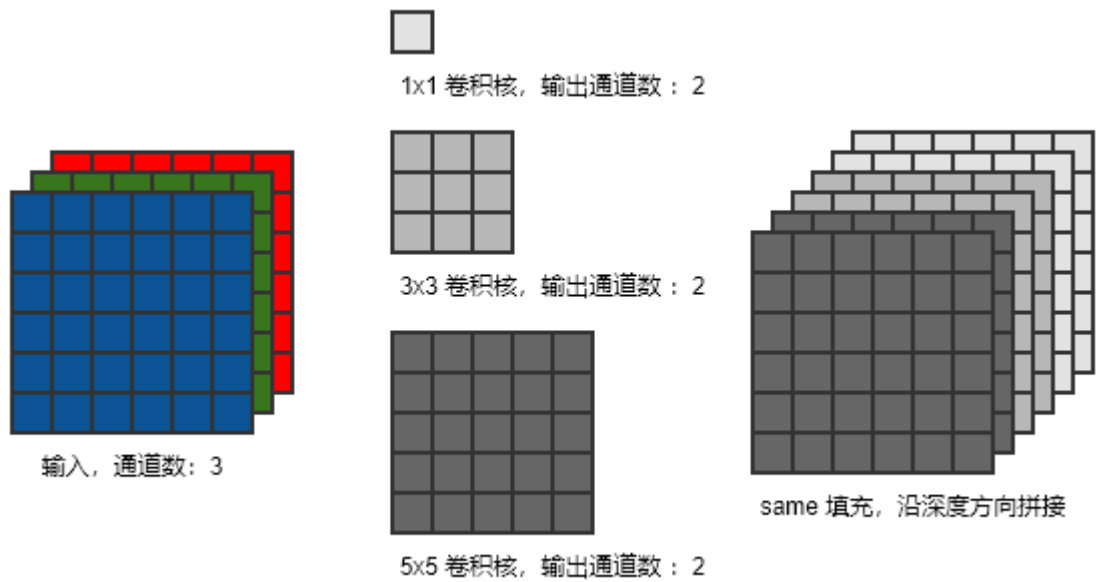 1x1 卷积核，输出通道数：2
3x3 卷积核，输出通道数：2
输入，通道数：3
same 填充，沿深度方向拼接
5x5 卷积核，输出通道数：2